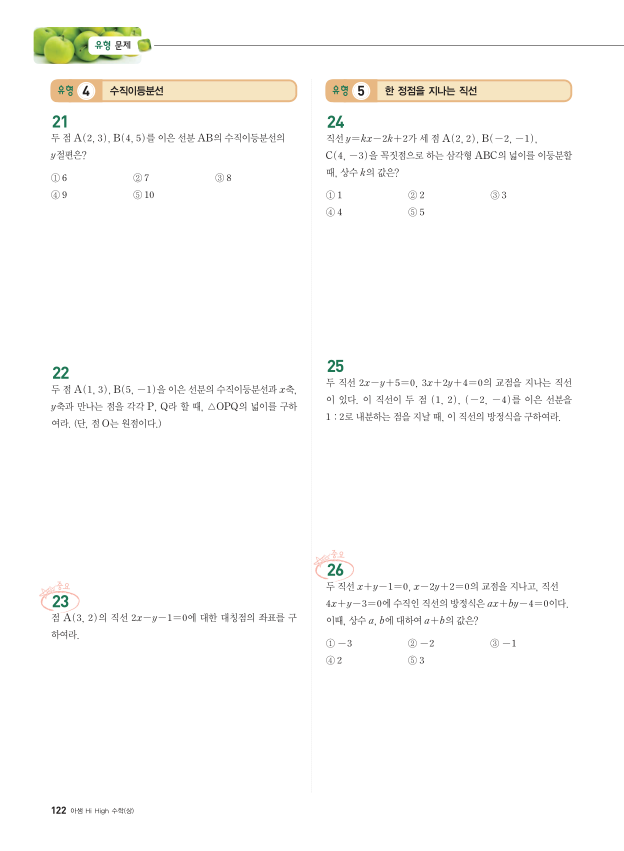 유형 문제
유형 4 수직이등분선
21
두 점 A(2, 3), B(4, 5)를 이은 선분 AB의 수직이등분선의
y절편은?
① 6 ② 7 ③ 8
④ 9 ⑤ 10
22
두 점 A(1, 3), B(5, -1)을 이은 선분의 수직이등분선과 x축,
y축과 만나는 점을 각각 P, Q라 할 때, △OPQ의 넓이를 구하
여라. (단, 점 O는 원점이다.)
중요
23
점 A(3, 2)의 직선 2x-y-1=0에 대한 대칭점의 좌표를 구
하여라.
유형 5 한 정점을 지나는 직선
24
직선 y=kx-2k+2가 세 점 A(2, 2), B(-2, -1),
C(4, -3)을 꼭짓점으로 하는 삼각형 ABC의 넓이를 이등분할
때, 상수 k의 값은?
① 1 ② 2 ③ 3
④ 4 ⑤ 5
25
두 직선 2x-y+5=0, 3x+2y+4=0의 교점을 지나는 직선
이 있다. 이 직선이 두 점 (1, 2), (-2, -4)를 이은 선분을
1 : 2로 내분하는 점을 지날 때, 이 직선의 방정식을 구하여라.
중요
26
두 직선 x+y-1=0, x-2y+2=0의 교점을 지나고, 직선
4x+y-3=0에 수직인 직선의 방정식은 ax+by-4=0이다.
이때, 상수 a, b에 대하여 a+b의 값은?
① -3 ② -2 ③ -1
④ 2 ⑤ 3
122 아샘 Hi High 수학(상)